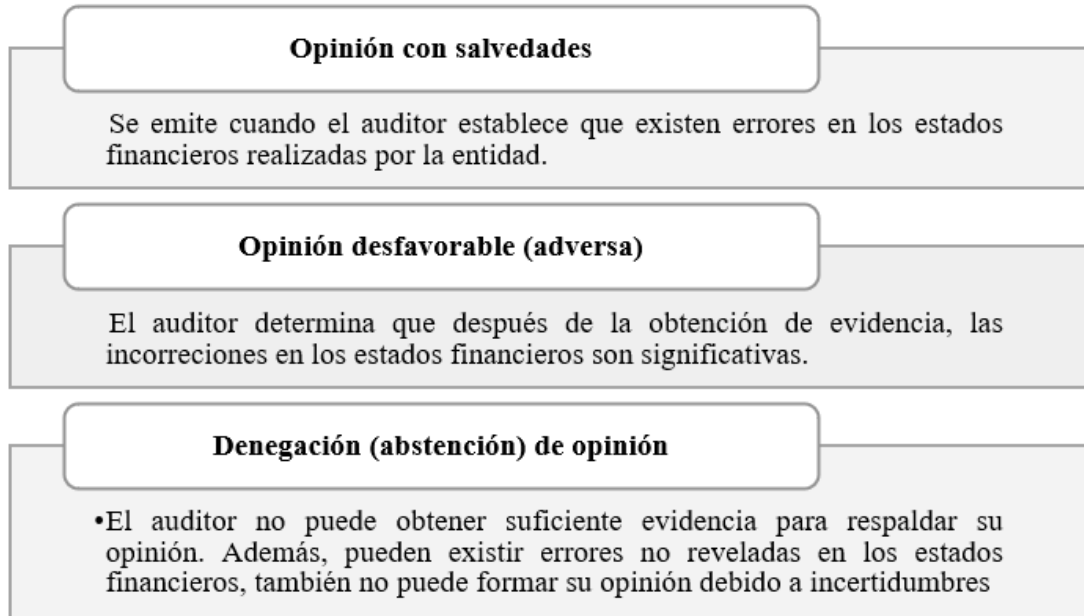 Opinión con salvedades
Se emite cuando el auditor establece que existen errores en los estados
financieros realizadas por la entidad.
Opinión desfavorable (adversa)
El auditor determina que después de la obtención de evidencia, las
incorreciones en los estados financieros son significativas.
Denegación (abstención) de opinión
•El auditor no puede obtener suficiente evidencia para respaldar su
opinión. Además, pueden existir errores no reveladas en los estados
financieros, también no puede formar su opinión debido a incertidumbres